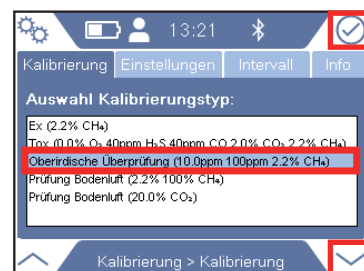 13:21
Kalibrierung Einstellungen Intervall Info
Auswahl Kalibrierungstyp:
Ex (2.2% CH₄)
Tox (0.0% O₂ 40ppm H₂S 40ppm CO 2.0% CO₂ 2.2% CH₄)
Oberirdische Überprüfung (10.0ppm 100ppm 2.2% CH₄)
Prüfung Bodenluft (2.2% 100% CH₄)
Prüfung Bodenluft (20.0% CO₂)
Kalibrierung > Kalibrierung